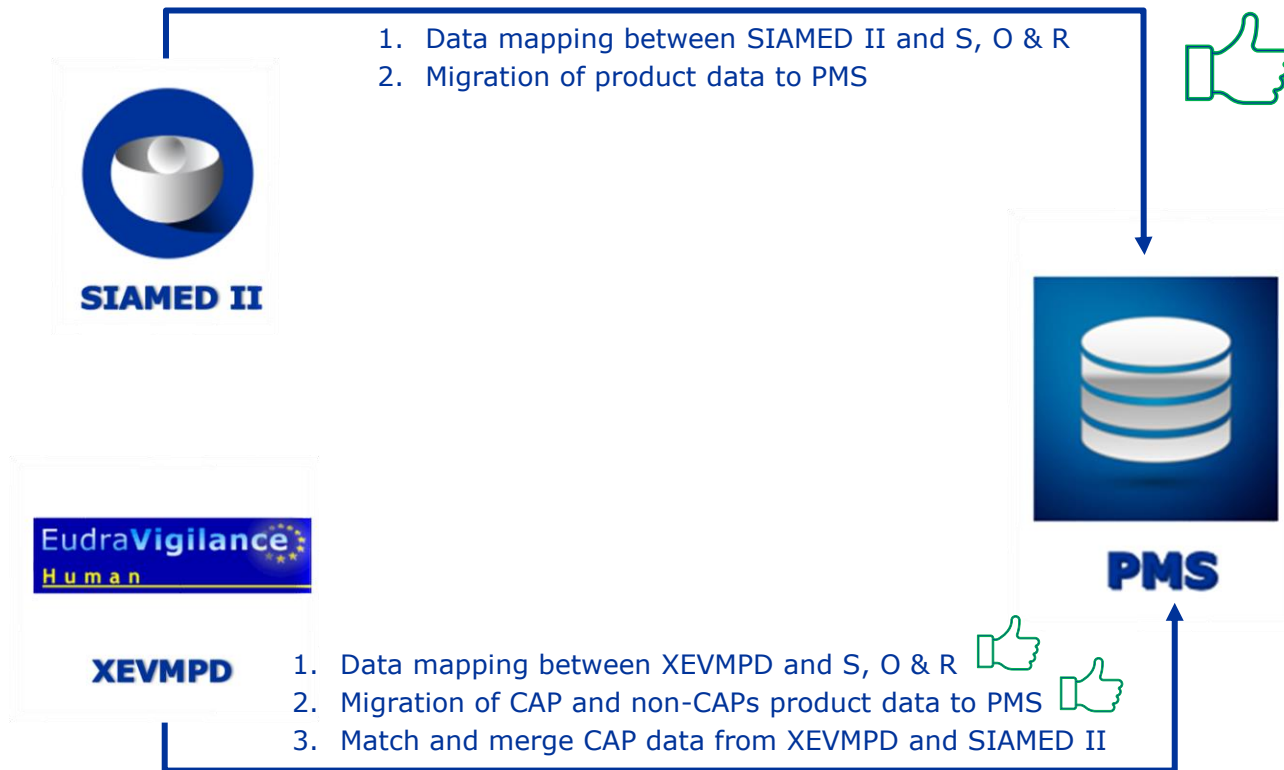 1. Data mapping between SIAMED II and S, O & R
2. Migration of product data to PMS
SIAMED II
PMS
EudraVigilance
Human
XEVMPD
1. Data mapping between XEVMPD and S, O & R
2. Migration of CAP and non-CAPs product data to PMS
3. Match and merge CAP data from XEVMPD and SIAMED II